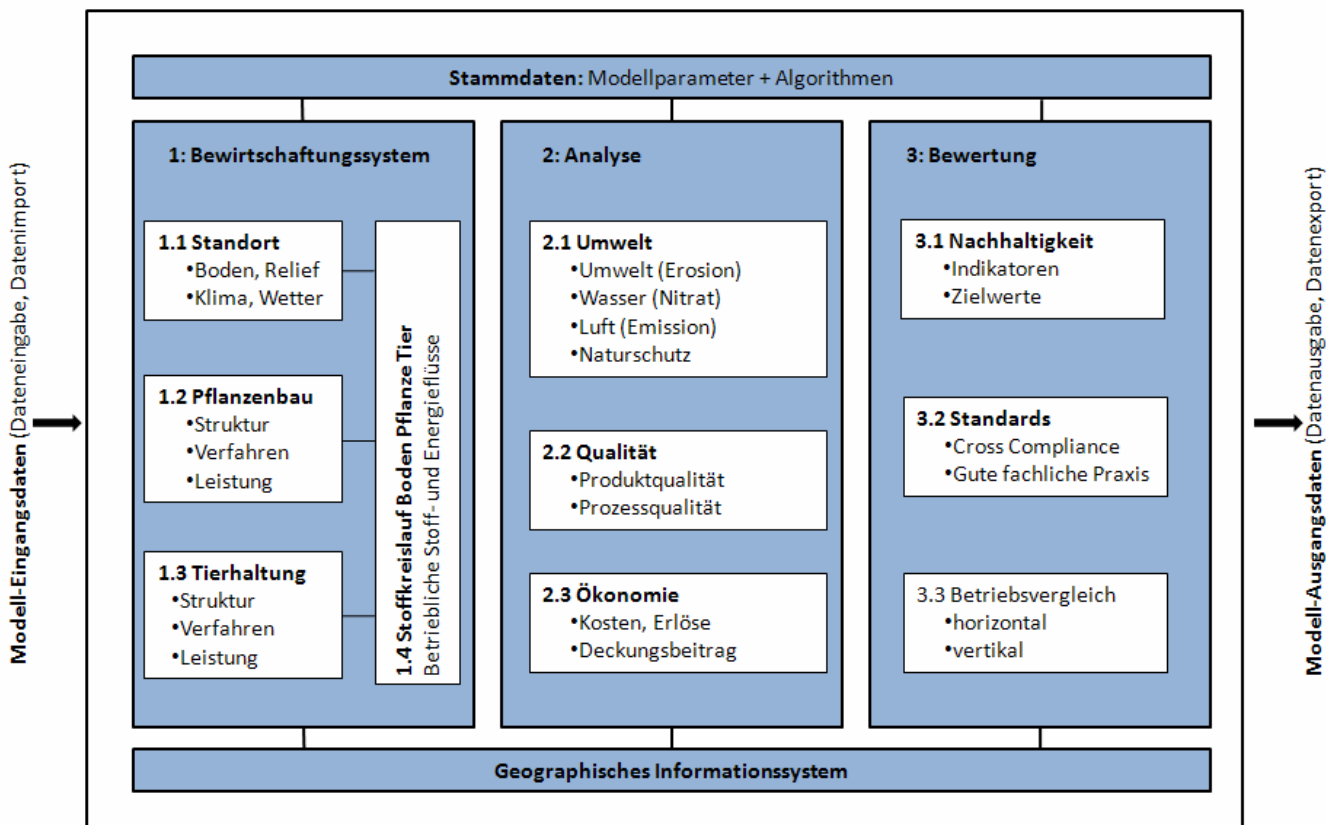 Modell-Eingangsdaten (Dateneingabe, Datenimport)
Stammdaten: Modellparameter + Algorithmen
1: Bewirtschaftungssystem
1.1 Standort
•Boden, Relief
•Klima, Wetter
1.2 Pflanzenbau
•Struktur
•Verfahren
•Leistung
1.3 Tierhaltung
•Struktur
•Verfahren
•Leistung
1.4 Stoffkreislauf Boden Pflanze Tier
Betriebliche Stoff- und Energieflüsse
2: Analyse
2.1 Umwelt
•Umwelt (Erosion)
•Wasser (Nitrat)
•Luft (Emission)
•Naturschutz
2.2 Qualität
•Produktqualität
•Prozessqualität
2.3 Ökonomie
•Kosten, Erlöse
•Deckungsbeitrag
3: Bewertung
3.1 Nachhaltigkeit
•Indikatoren
•Zielwerte
3.2 Standards
•Cross Compliance
•Gute fachliche Praxis
3.3 Betriebsvergleich
•horizontal
•vertikal
Geographisches Informationssystem
Modell-Ausgangsdaten (Datenausgabe, Datenexport)